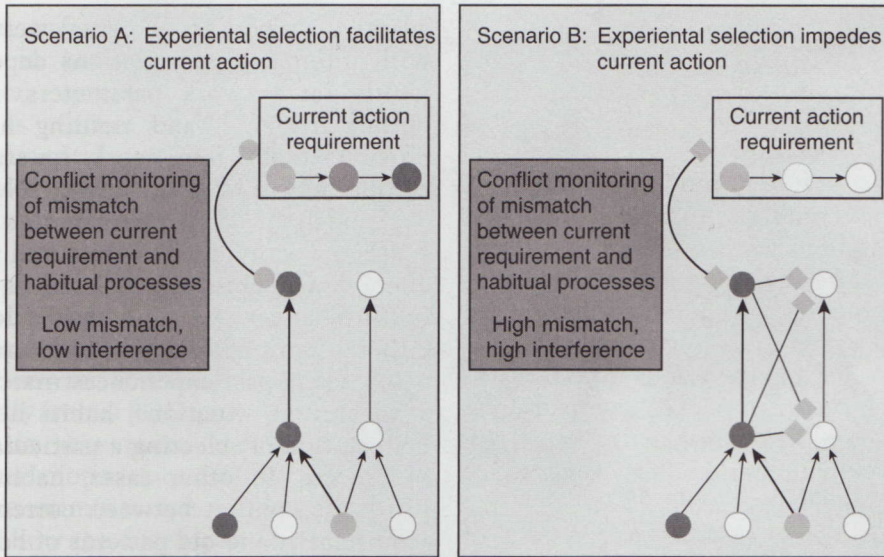 Scenario A: Experiental selection facilitates
current action
Current action
requirement
Conflict monitoring
of mismatch
between current
requirement and
habitual processes
Low mismatch,
low interference
Scenario B: Experiental selection impedes
current action
Current action
requirement
Conflict monitoring
of mismatch
between current
requirement and
habitual processes
High mismatch,
high interference